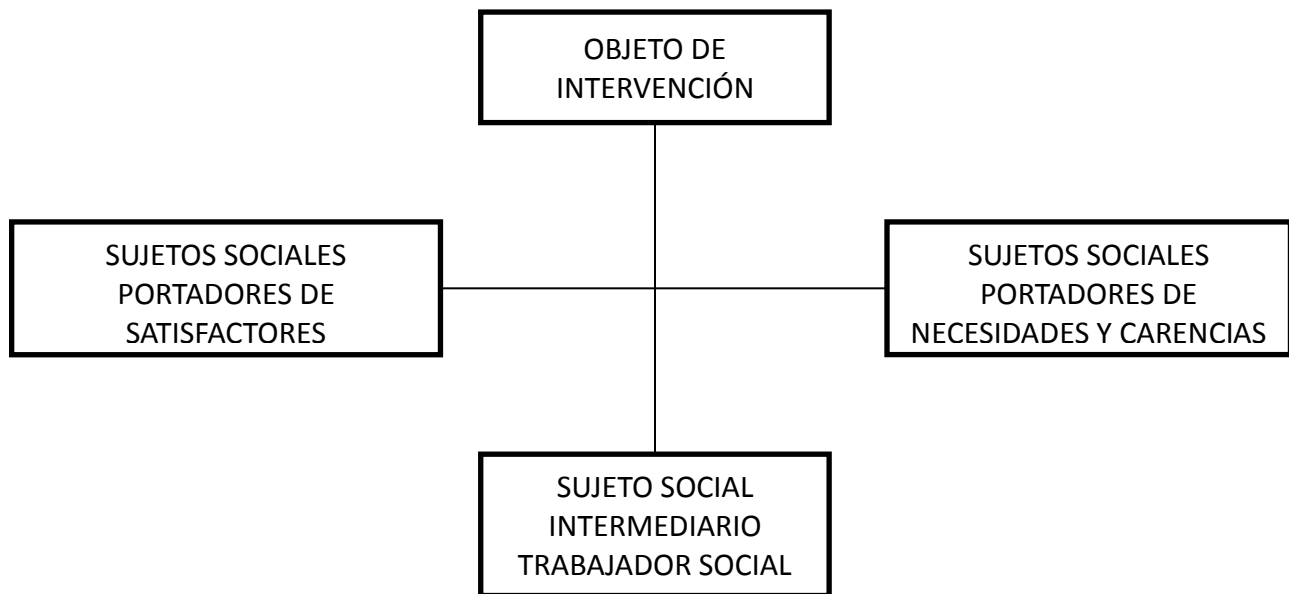 OBJETO DE
INTERVENCIÓN
SUJETOS SOCIALES
PORTADORES DE
SATISFACTORES
SUJETOS SOCIALES
PORTADORES DE
NECESIDADES Y CARENCIAS
SUJETO SOCIAL
INTERMEDIARIO
TRABAJADOR SOCIAL